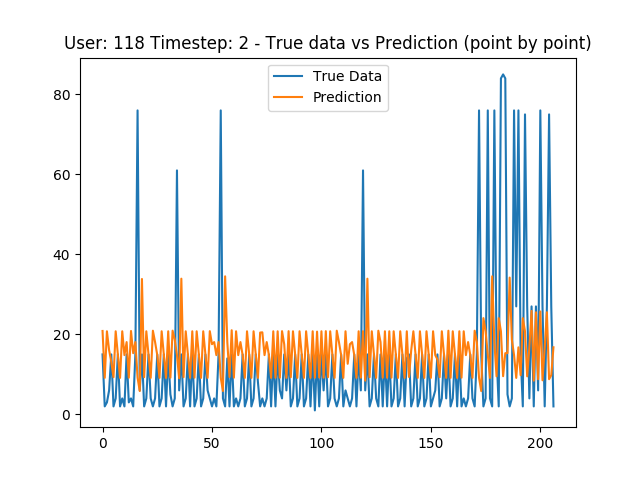 User: 118 Timestep: 2 - True data vs Prediction (point by point)
True Data
Prediction
80
60
40
20
0
0 50 100 150 200